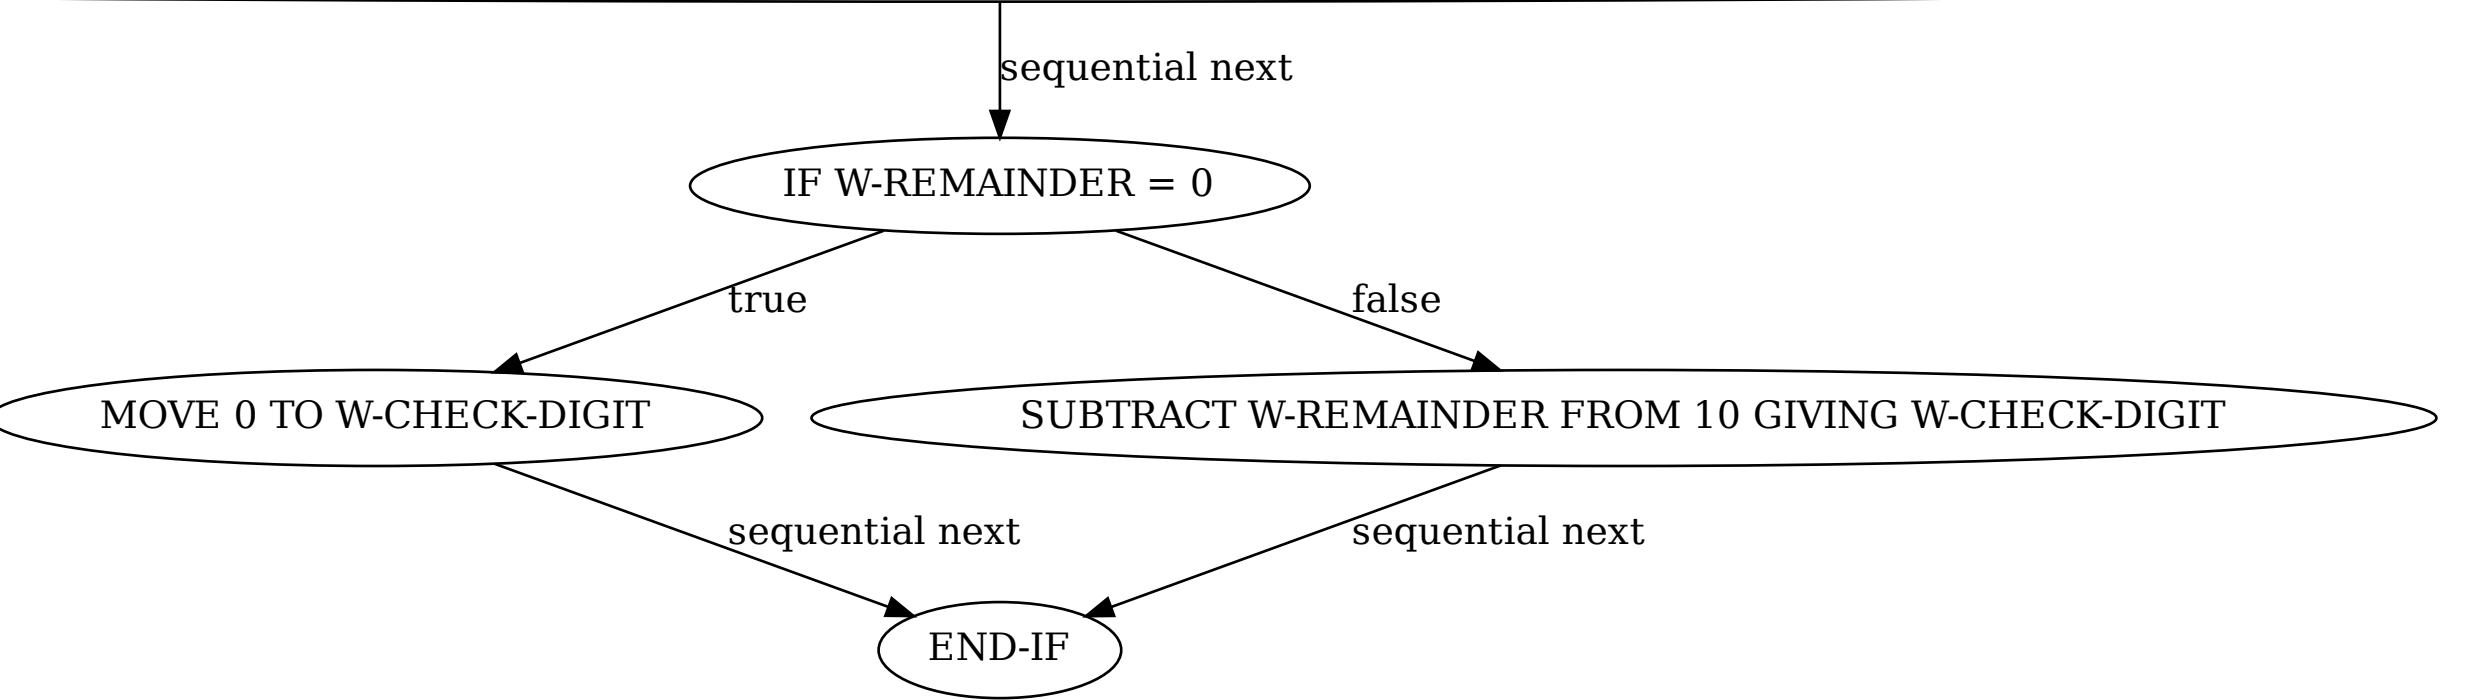 sequential next
IF W-REMAINDER = 0
true
false
MOVE 0 TO W-CHECK-DIGIT
SUBTRACT W-REMAINDER FROM 10 GIVING W-CHECK-DIGIT
sequential next
sequential next
END-IF